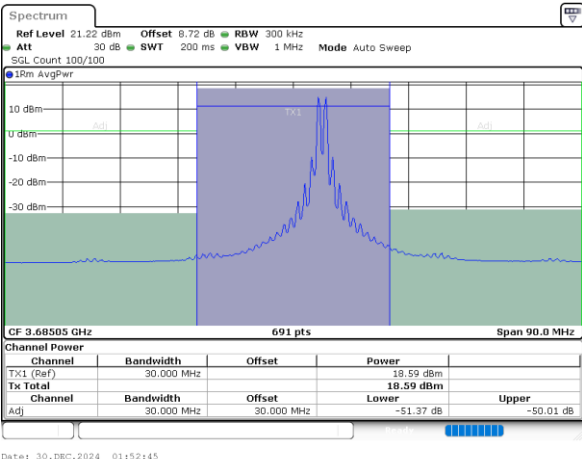 Spectrum
Ref Level 21.22 dBm Offset 8.72 dB RBW 300 kHz
Att 30 dB SWT 200 ms VBW 1 MHz Mode Auto Sweep
SGL Count 100/100
1Rm AvgPwr
10 dBm
TX1
Adj Adj
0 dBm
-10 dBm
-20 dBm
-30 dBm
CF 3.68505 GHz 691 pts Span 90.0 MHz
Channel Power
Channel Bandwidth Offset Power
TX1 (Ref) 30.000 MHz 18.59 dBm
Tx Total 18.59 dBm
Channel Bandwidth Offset Lower Upper
Adj 30.000 MHz 30.000 MHz -51.37 dB -50.01 dB
Ready
Date: 30.DEC.2024 01:52:45